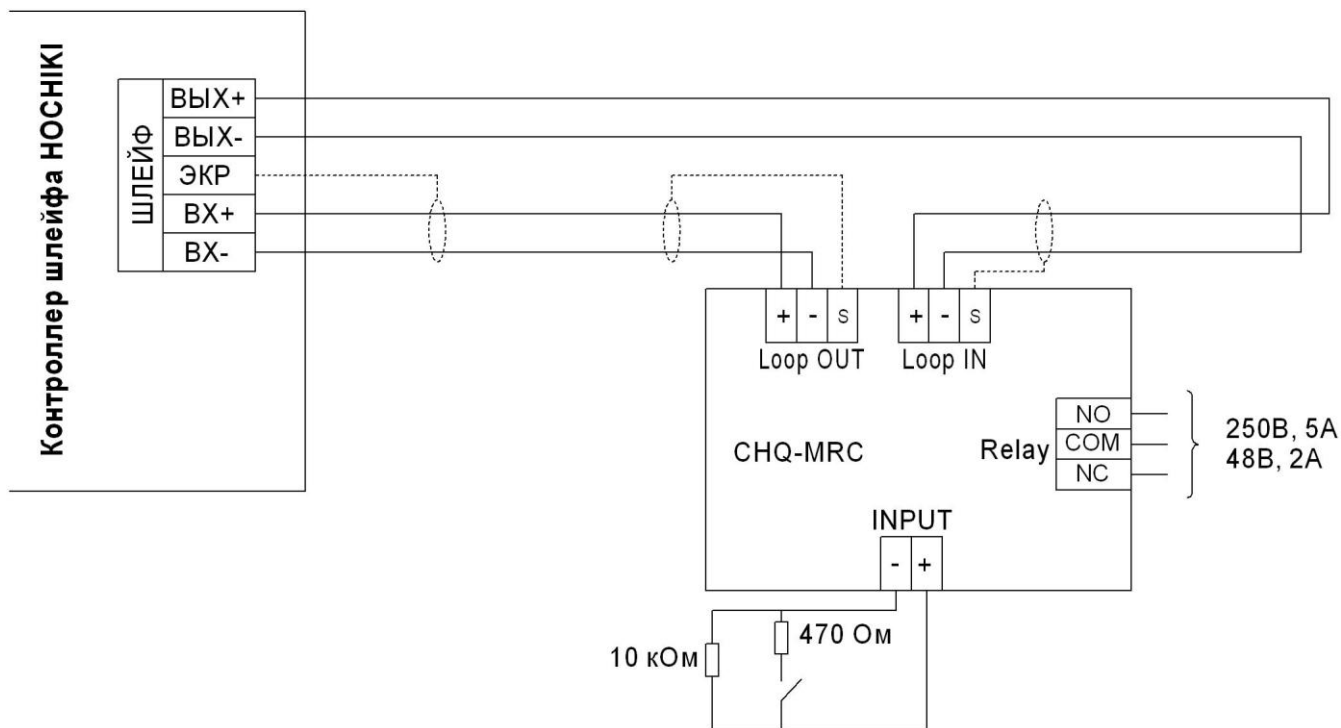 Контроллер шлейфа HOCHIKI
ШЛЕЙФ
ВЫХ+
ВЫХ-
ЭКР
ВХ+
ВХ-
+ - S + - S
Loop OUT Loop IN
CHQ-MRC
Relay
NO
COM
NC
250В, 5А
48В, 2А
INPUT
- +
470 Ом
10 кОм